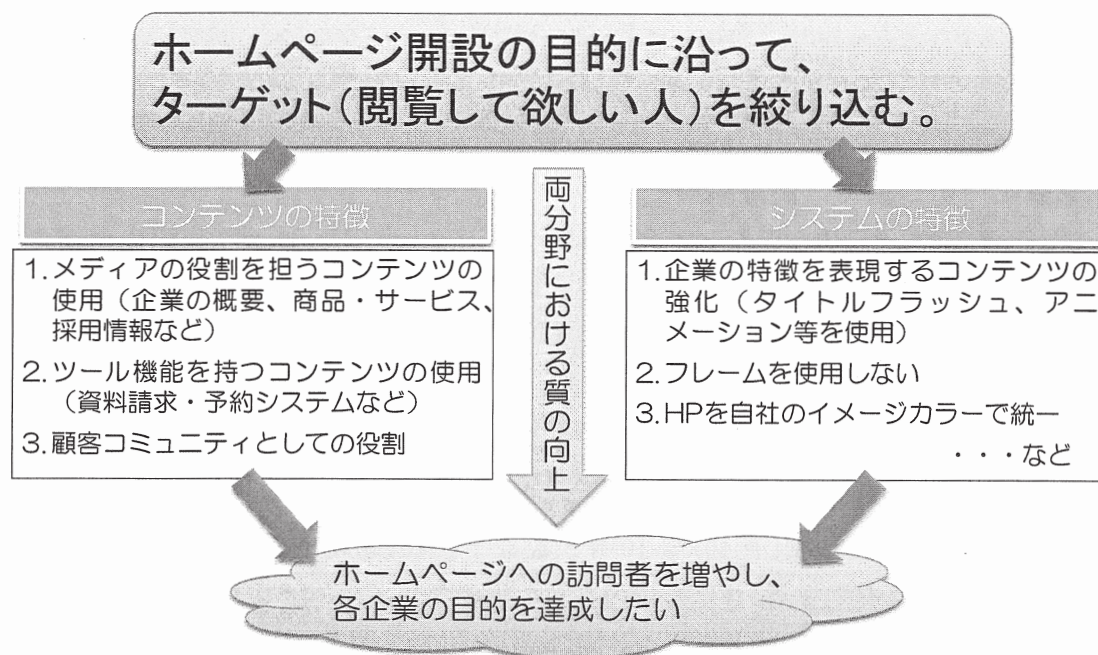 ホームページ開設の目的に沿って、
ターゲット(閲覧して欲しい人)を絞り込む。
コンテンツの特徴
1.メディアの役割を担うコンテンツの
使用(企業の概要、商品・サービス、
採用情報など)
2.ツール機能を持つコンテンツの使用
(資料請求・予約システムなど)
3.顧客コミュニティとしての役割
両分野における質の向上
システムの特徴
1.企業の特徴を表現するコンテンツの
強化(タイトルフラッシュ、アニ
メーション等を使用)
2.フレームを使用しない
3.HPを自社のイメージカラーで統一
・・・など
ホームページへの訪問者を増やし、
各企業の目的を達成したい